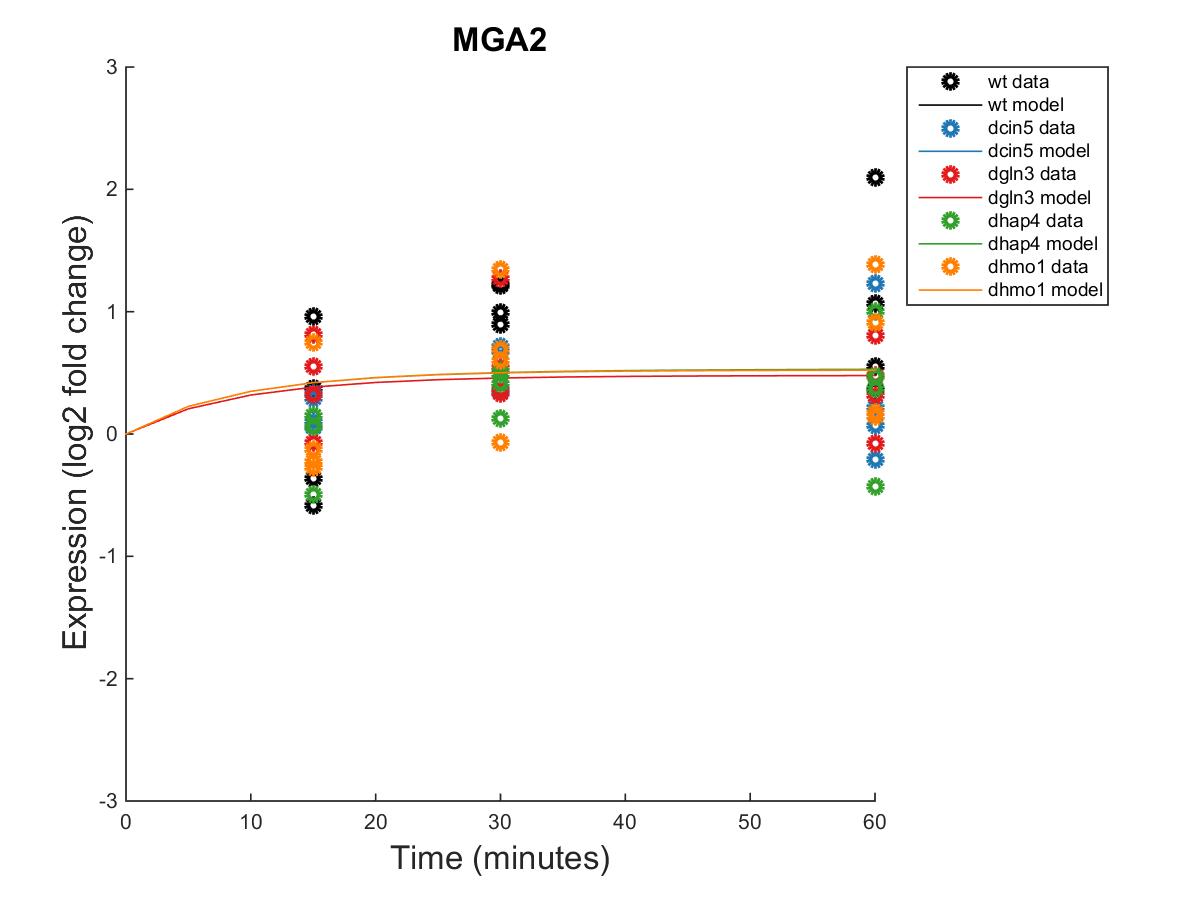 MGA2
3
2
1
0
-1
-2
-3
0 10 20 30 40 50 60
Expression (log2 fold change)
Time (minutes)
wt data
wt model
dcin5 data
dcin5 model
dgln3 data
dgln3 model
dhap4 data
dhap4 model
dhmo1 data
dhmo1 model